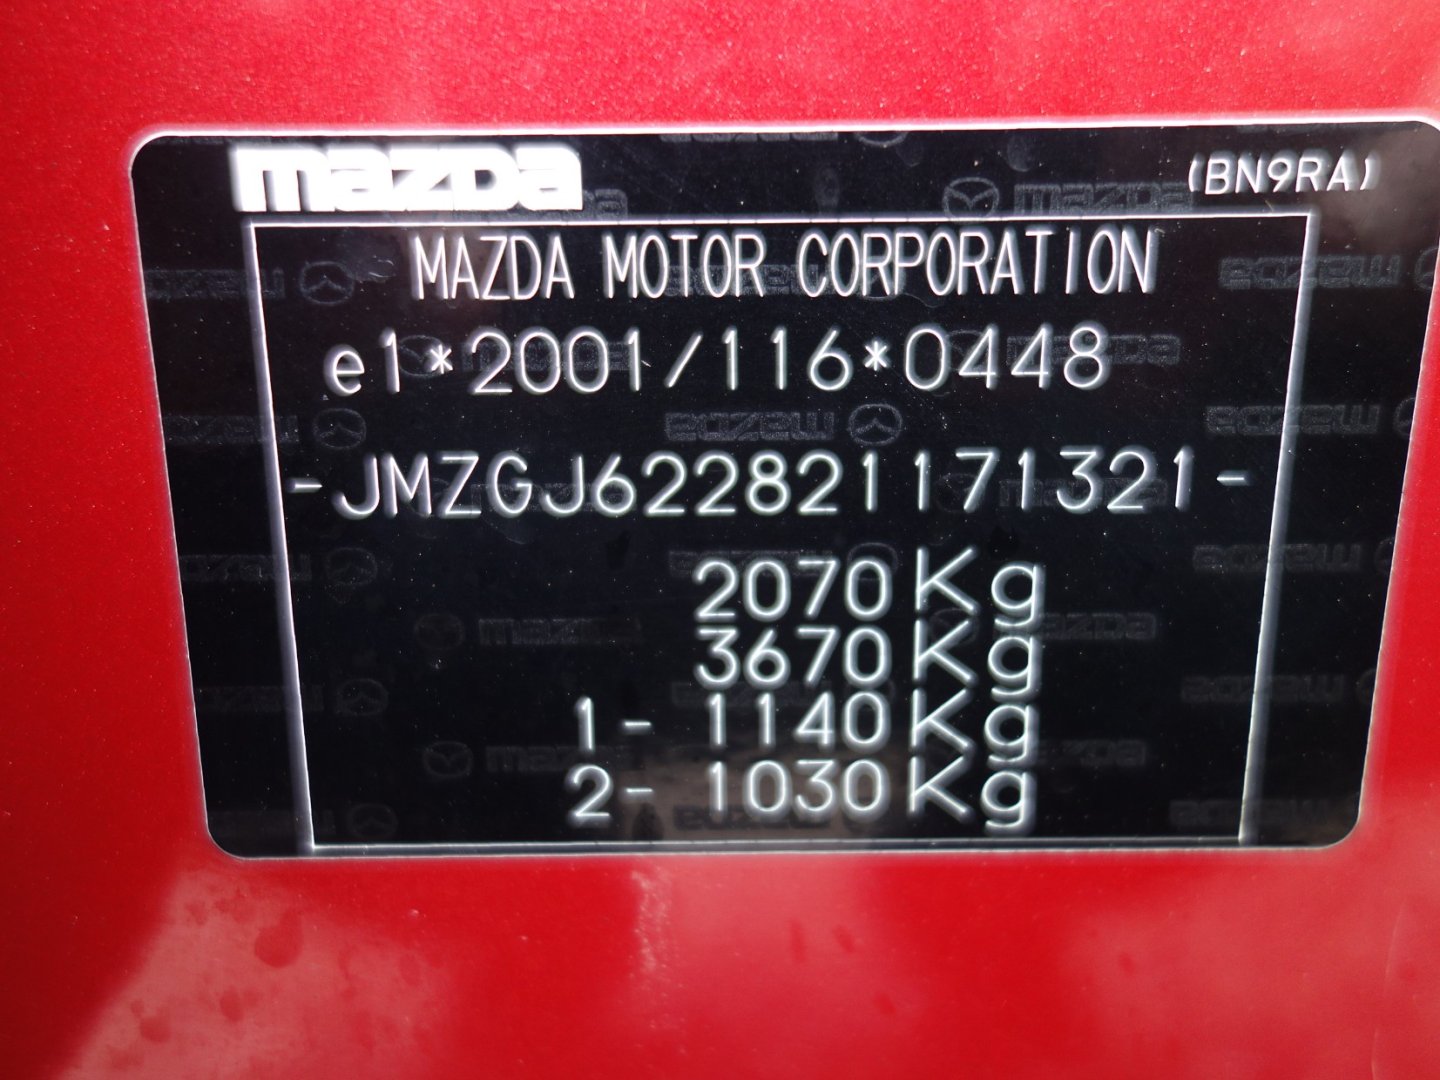 mazda (BN9RA)
MAZDA MOTOR CORPORATION
e1*2001/116*0448
-JMZGJ622821171321-
2070Kg
3670Kg
1- 1140Kg
2- 1030Kg